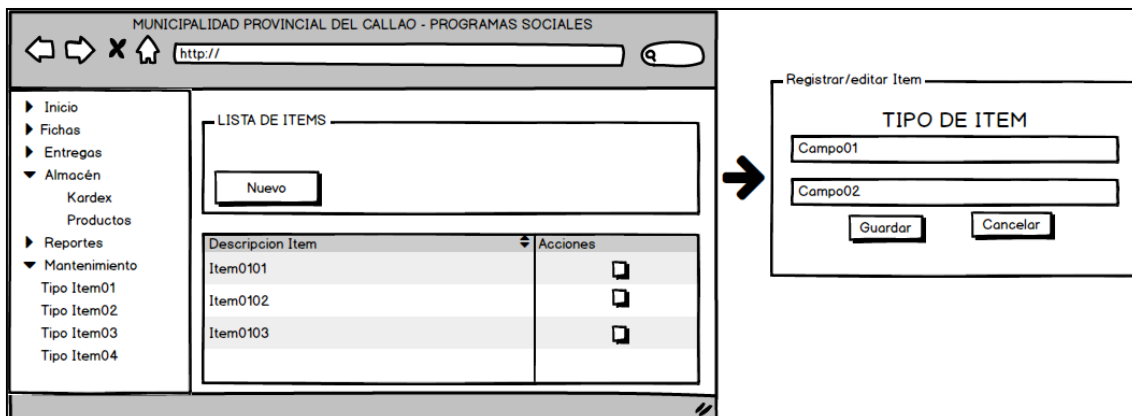 MUNICIPALIDAD PROVINCIAL DEL CALLAO - PROGRAMAS SOCIALES
http://
Inicio
Fichas
Entregas
Almacén
Kardex
Productos
Reportes
Mantenimiento
Tipo Item01
Tipo Item02
Tipo Item03
Tipo Item04
LISTA DE ITEMS
Nuevo
Descripcion Item Acciones
Item0101
Item0102
Item0103
Registrar/editar Item
TIPO DE ITEM
Campo01
Campo02
Guardar Cancelar